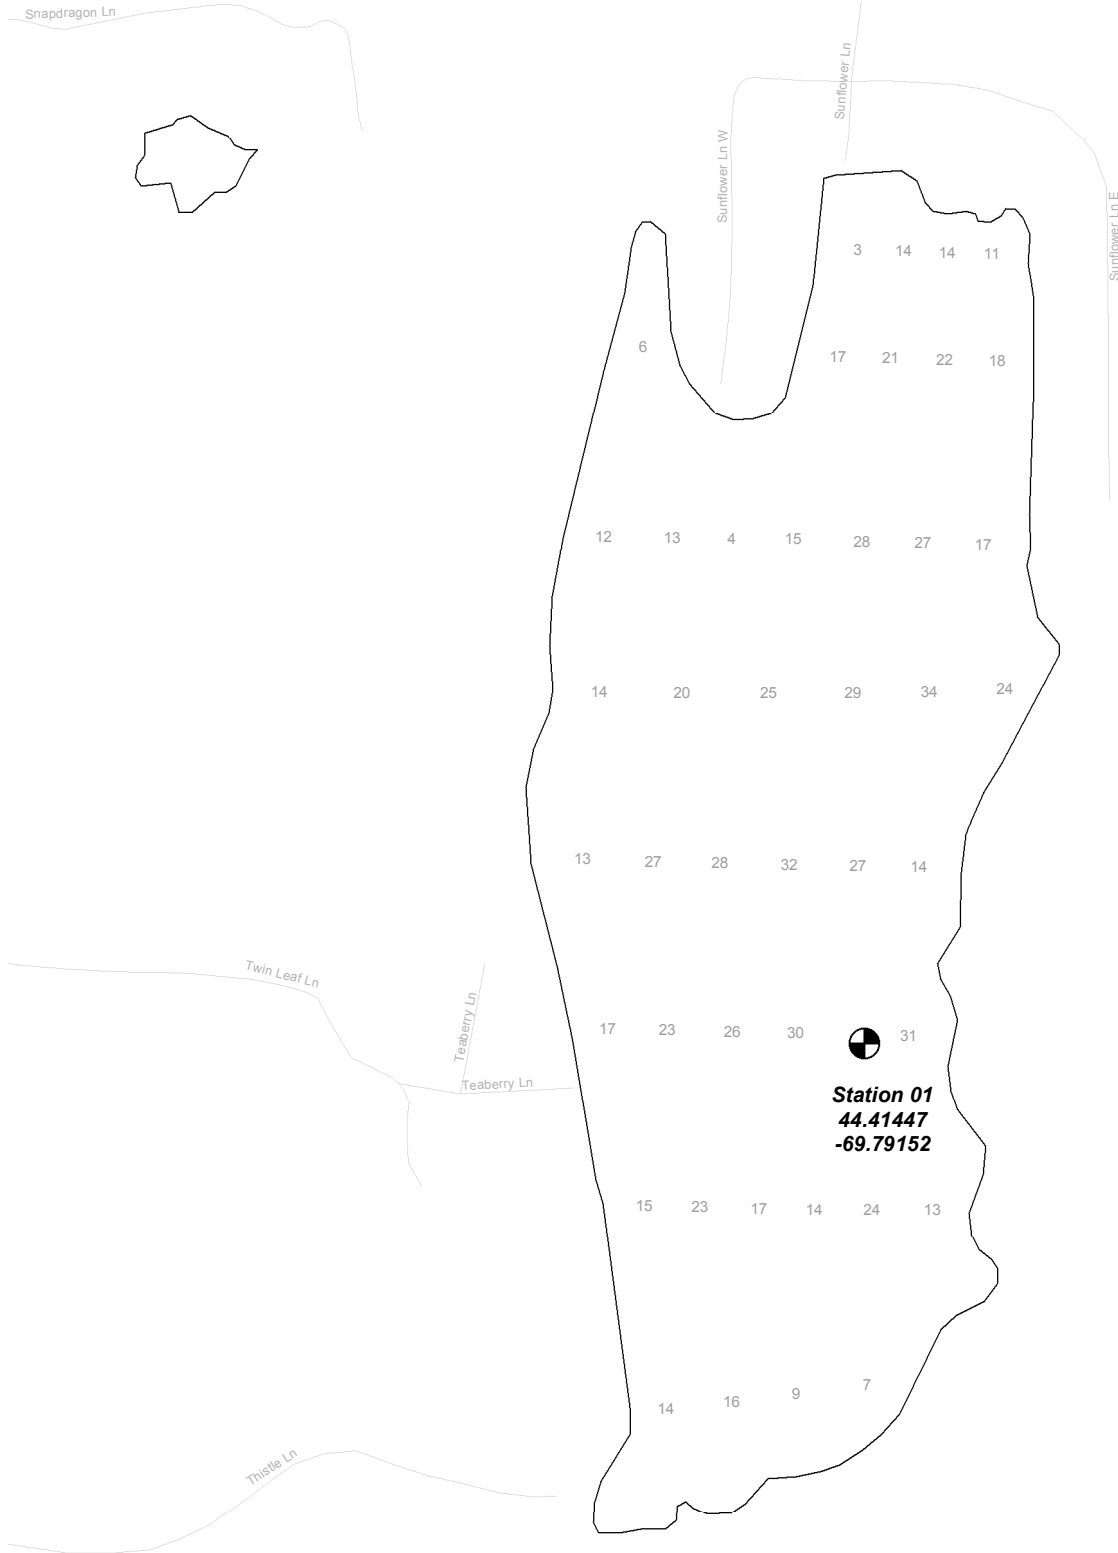 Snapdragon Ln
Sunflower Ln
Sunflower Ln W
Sunflower Ln E
3 14 14 11
6
17 21 22 18
12 13 4 15 28 27 17
14 20 25 29 34 24
13 27 28 32 27 14
Twin Leaf Ln
Teaberry Ln
17 23 26 30 31
Teaberry Ln
Station 01
44.41447
-69.79152
15 23 17 14 24 13
14 16 9 7
Thistle Ln